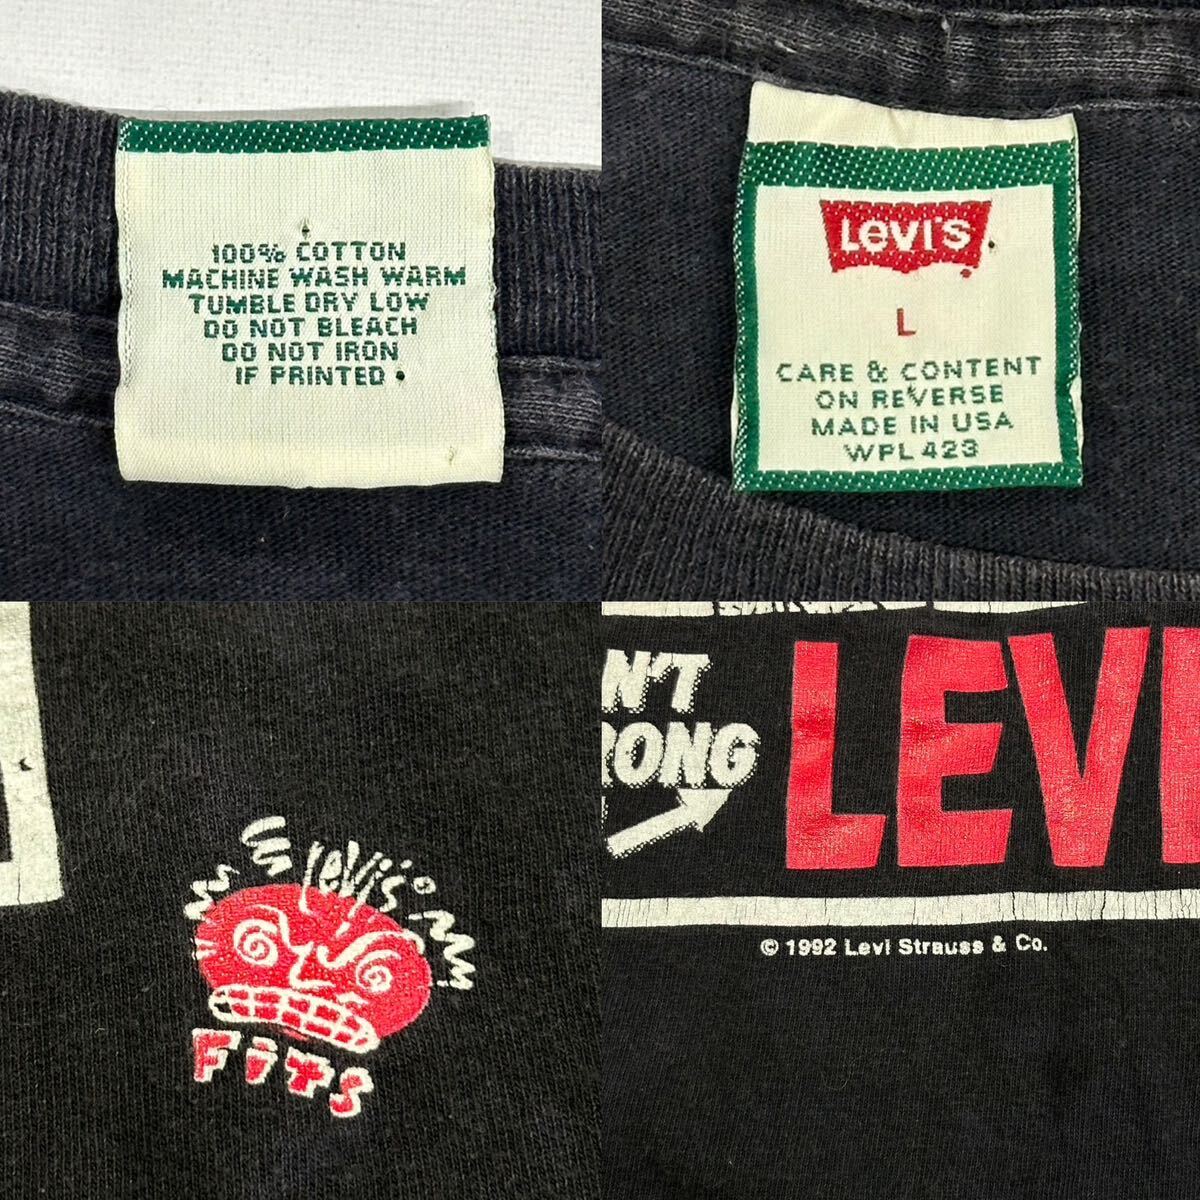 100% COTTON
MACHINE WASH WARM
TUMBLE DRY LOW
DO NOT BLEACH
DO NOT IRON
IF PRINTED
LEVI'S
L
CARE & CONTENT
ON REVERSE
MADE IN USA
WPL 423
Levi's
FITS
N'T
RONG
LEVI
© 1992 Levi Strauss & Co.